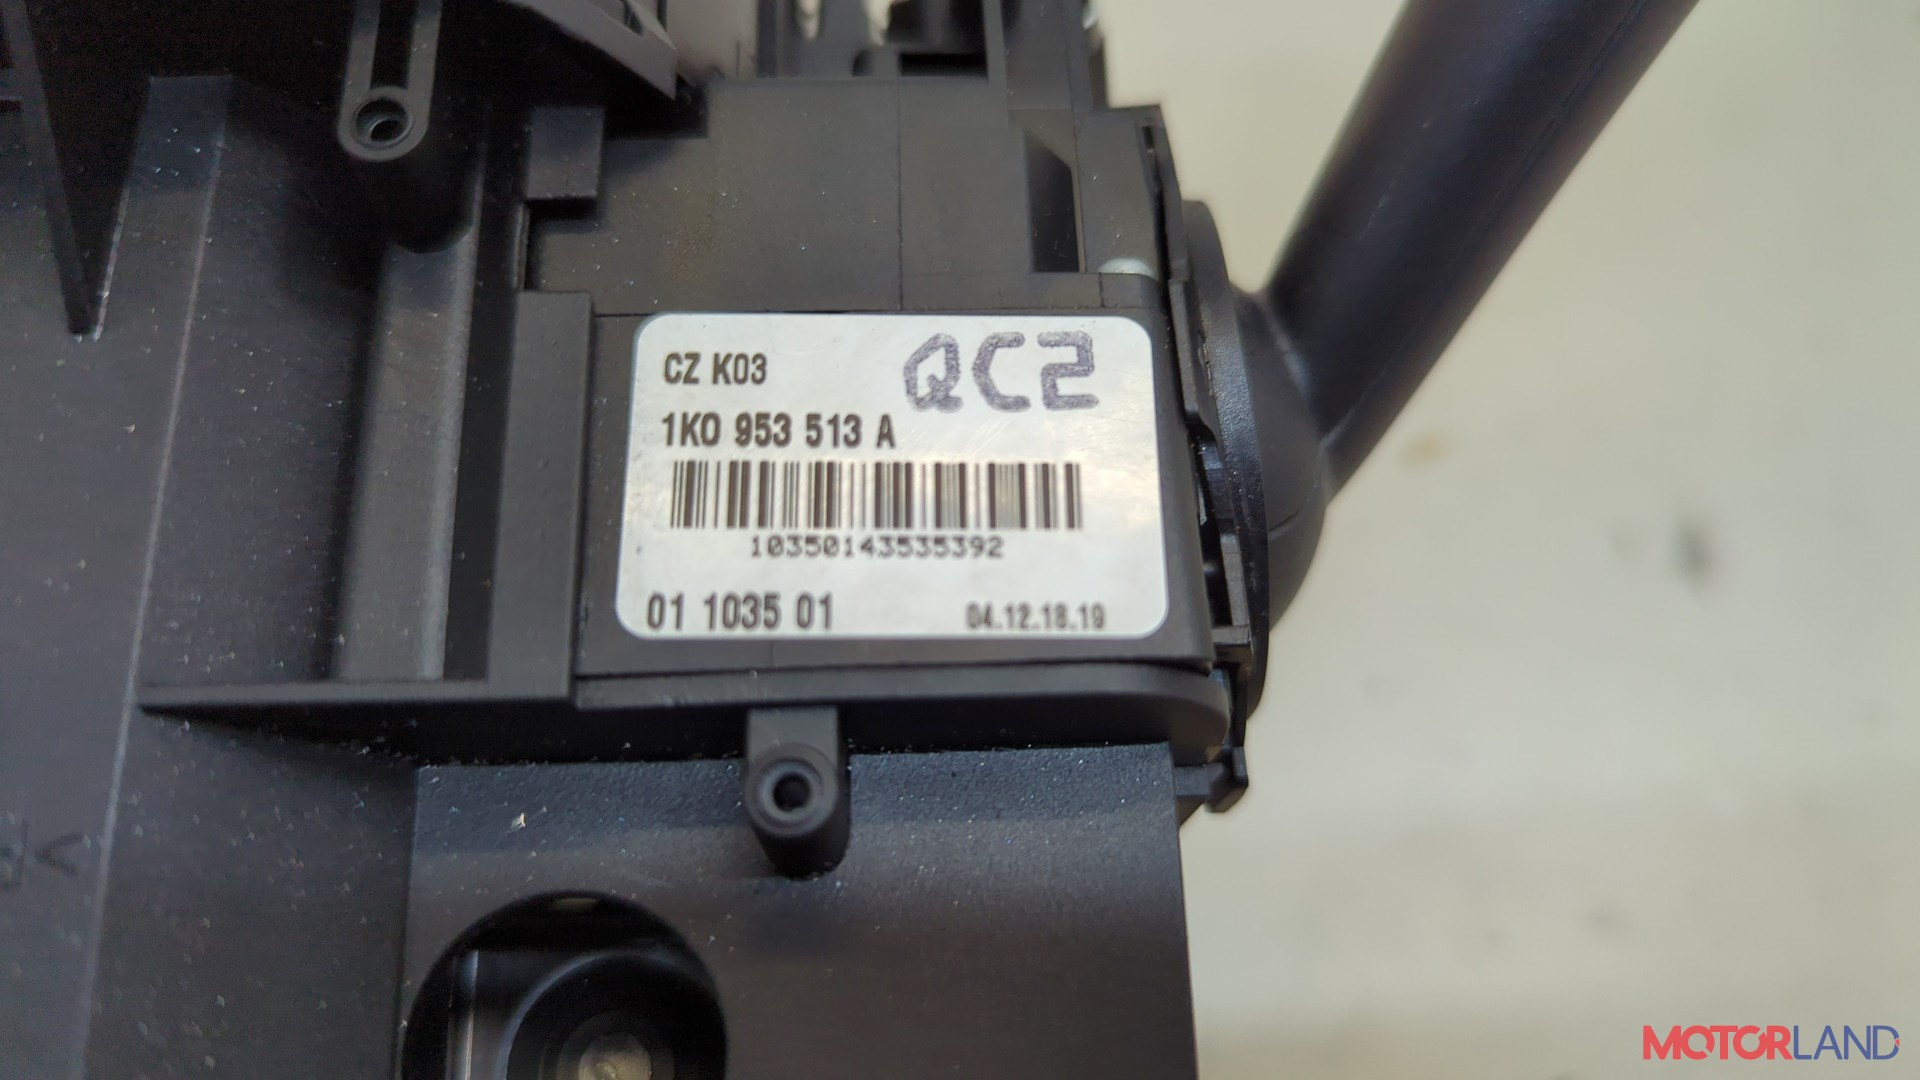 CZ K03 QC2
1K0 953 513 A
10350143535392
01 1035 01 04.12.18.19
MOTORLAND